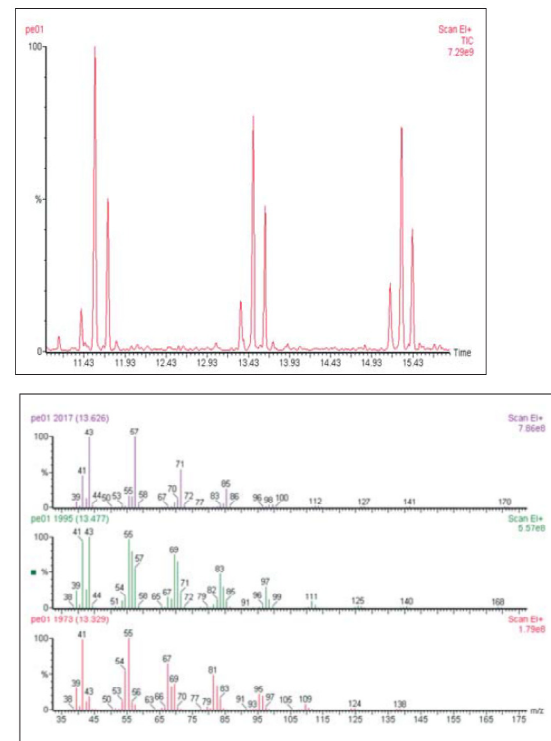 pe01
Scan EI+
TIC
7.29e9
100
%
0
11.43 11.93 12.43 12.93 13.43 13.93 14.43 14.93 15.43 Time
pe01 2017 (13.626)
Scan EI+
7.86e8
100
%
0
39 41 43 44 50 53 55 57 58 67 70 71 72 77 83 85 86 96 98 100 112 127 141 170
pe01 1995 (13.477)
Scan EI+
5.57e8
100
%
0
38 39 41 43 44 51 54 55 57 58 65 67 69 71 72 79 82 83 85 91 96 97 99 111 125 140 168
pe01 1973 (13.329)
Scan EI+
1.79e8
100
%
0
38 39 41 43 50 53 54 55 56 63 66 67 69 70 77 79 81 83 91 93 95 97 105 109 124 138
35 45 55 65 75 85 95 105 115 125 135 145 155 165 175 m/z